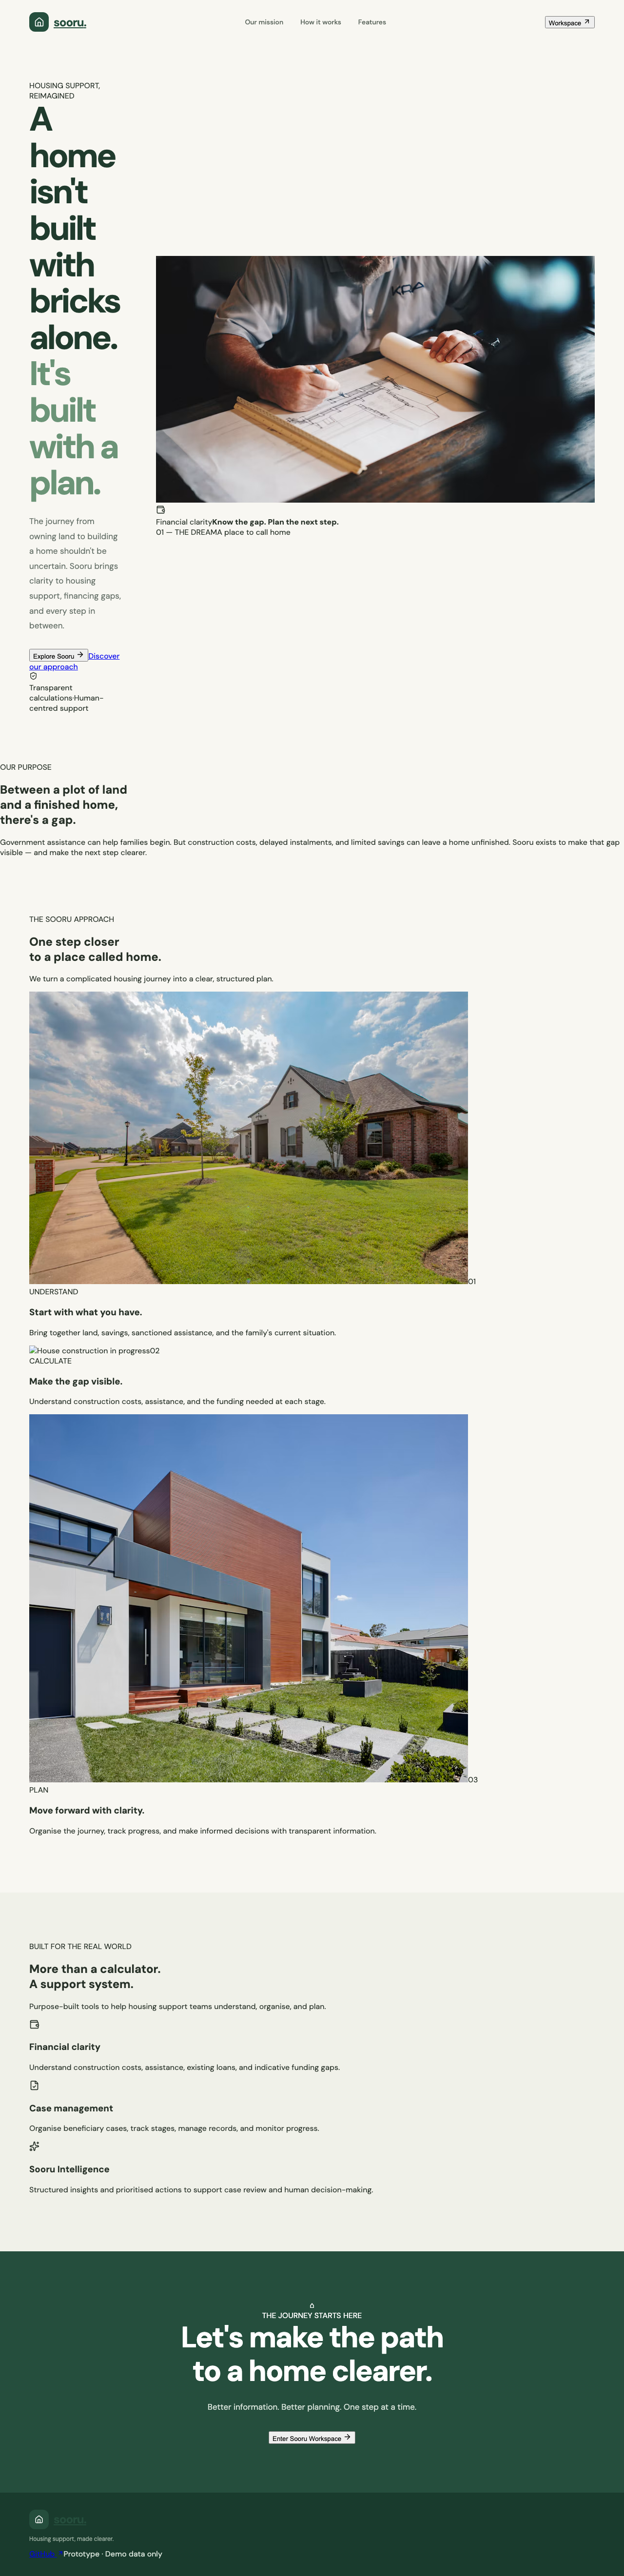 sooru.
Our mission
How it works
Features
Workspace
HOUSING SUPPORT,
REIMAGINED
A
home
isn't
built
with
bricks
alone.
It's
built
with a
plan.
The journey from
owning land to building
a home shouldn't be
uncertain. Sooru brings
clarity to housing
support, financing gaps,
and every step in
between.
Explore Sooru
Discover
our approach
Transparent
calculations·Human-
centred support
Financial clarityKnow the gap. Plan the next step.
01 — THE DREAMA place to call home
OUR PURPOSE
Between a plot of land
and a finished home,
there's a gap.
Government assistance can help families begin. But construction costs, delayed instalments, and limited savings can leave a home unfinished. Sooru exists to make that gap
visible — and make the next step clearer.
THE SOORU APPROACH
One step closer
to a place called home.
We turn a complicated housing journey into a clear, structured plan.
01
UNDERSTAND
Start with what you have.
Bring together land, savings, sanctioned assistance, and the family's current situation.
House construction in progress02
CALCULATE
Make the gap visible.
Understand construction costs, assistance, and the funding needed at each stage.
03
PLAN
Move forward with clarity.
Organise the journey, track progress, and make informed decisions with transparent information.
BUILT FOR THE REAL WORLD
More than a calculator.
A support system.
Purpose-built tools to help housing support teams understand, organise, and plan.
Financial clarity
Understand construction costs, assistance, existing loans, and indicative funding gaps.
Case management
Organise beneficiary cases, track stages, manage records, and monitor progress.
Sooru Intelligence
Structured insights and prioritised actions to support case review and human decision-making.
THE JOURNEY STARTS HERE
Let's make the path
to a home clearer.
Better information. Better planning. One step at a time.
Enter Sooru Workspace
sooru.
Housing support, made clearer.
GitHub
Prototype · Demo data only